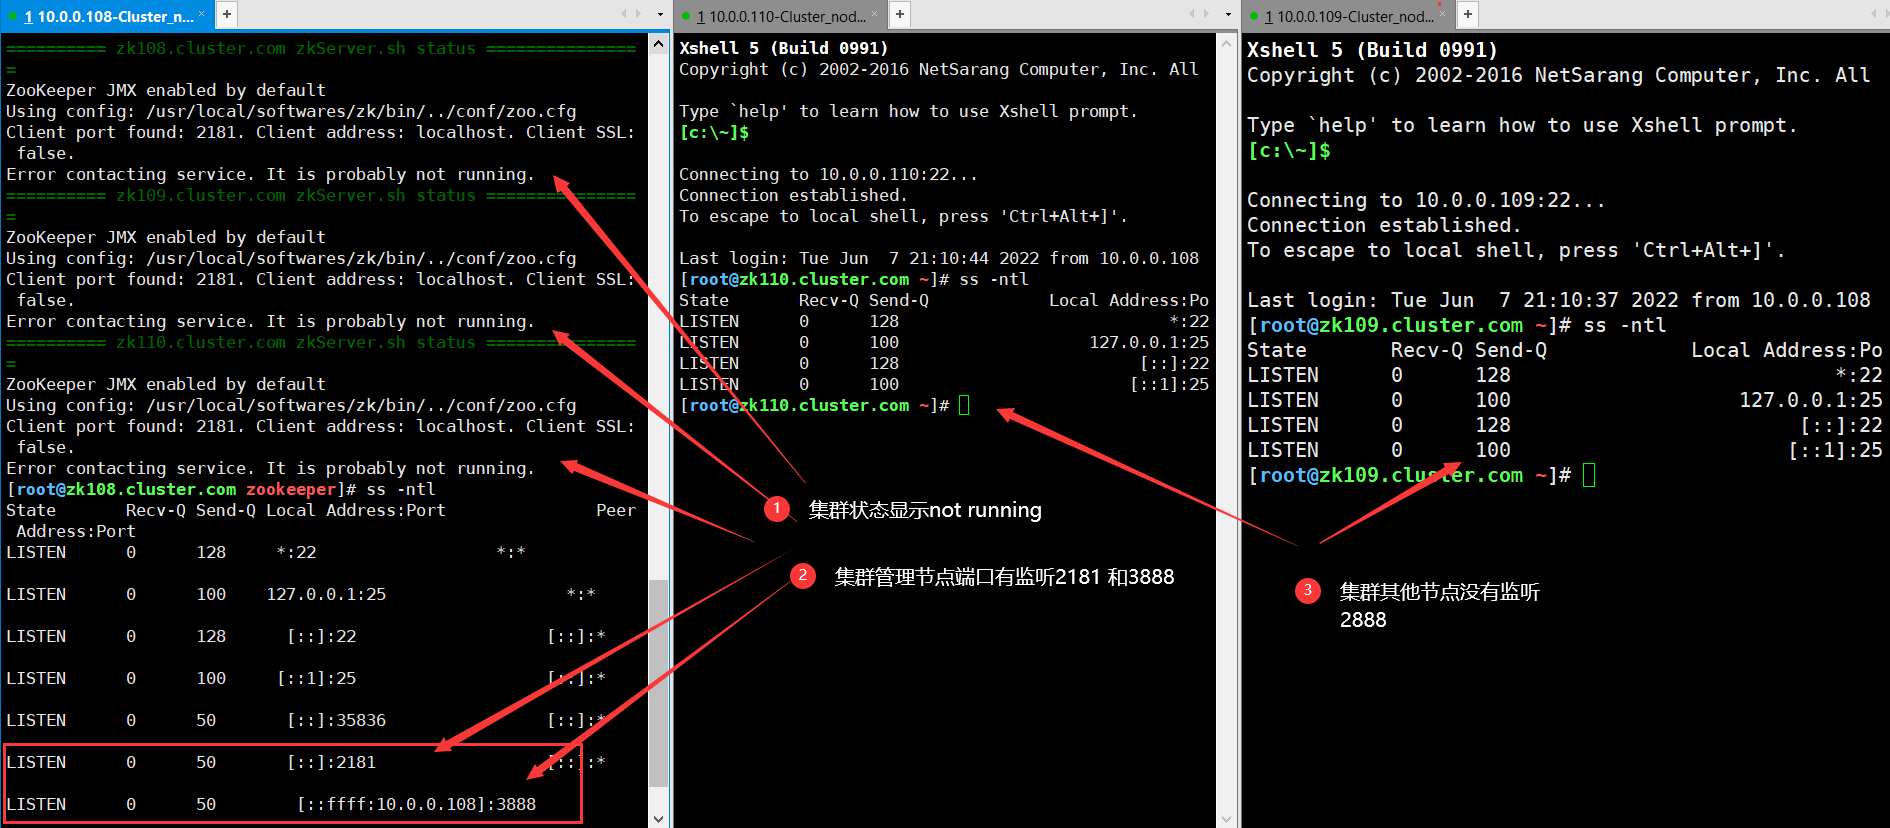 1 10.0.0.108-Cluster_n...
========== zk108.cluster.com zkServer.sh status ===============
=
ZooKeeper JMX enabled by default
Using config: /usr/local/softwares/zk/bin/../conf/zoo.cfg
Client port found: 2181. Client address: localhost. Client SSL:
 false.
Error contacting service. It is probably not running.
========== zk109.cluster.com zkServer.sh status ===============
=
ZooKeeper JMX enabled by default
Using config: /usr/local/softwares/zk/bin/../conf/zoo.cfg
Client port found: 2181. Client address: localhost. Client SSL:
 false.
Error contacting service. It is probably not running.
========== zk110.cluster.com zkServer.sh status ===============
=
ZooKeeper JMX enabled by default
Using config: /usr/local/softwares/zk/bin/../conf/zoo.cfg
Client port found: 2181. Client address: localhost. Client SSL:
 false.
Error contacting service. It is probably not running.
[root@zk108.cluster.com zookeeper]# ss -ntl
State Recv-Q Send-Q Local Address:Port Peer
 Address:Port
LISTEN 0 128 *:22 *:*
LISTEN 0 100 127.0.0.1:25 *:*
LISTEN 0 128 [::]:22 [::]:*
LISTEN 0 100 [::1]:25 [::]:*
LISTEN 0 50 [::]:35836 [::]:*
LISTEN 0 50 [::]:2181 [::]:*
LISTEN 0 50 [::ffff:10.0.0.108]:3888
1 10.0.0.110-Cluster_nod...
Xshell 5 (Build 0991)
Copyright (c) 2002-2016 NetSarang Computer, Inc. All
Type `help' to learn how to use Xshell prompt.
[c:\~]$
Connecting to 10.0.0.110:22...
Connection established.
To escape to local shell, press 'Ctrl+Alt+]'.
Last login: Tue Jun  7 21:10:44 2022 from 10.0.0.108
[root@zk110.cluster.com ~]# ss -ntl
State Recv-Q Send-Q Local Address:Po
LISTEN 0 128 *:22
LISTEN 0 100 127.0.0.1:25
LISTEN 0 128 [::]:22
LISTEN 0 100 [::1]:25
[root@zk110.cluster.com ~]#
1 10.0.0.109-Cluster_nod...
Xshell 5 (Build 0991)
Copyright (c) 2002-2016 NetSarang Computer, Inc. All
Type `help' to learn how to use Xshell prompt.
[c:\~]$
Connecting to 10.0.0.109:22...
Connection established.
To escape to local shell, press 'Ctrl+Alt+]'.
Last login: Tue Jun  7 21:10:37 2022 from 10.0.0.108
[root@zk109.cluster.com ~]# ss -ntl
State Recv-Q Send-Q Local Address:Po
LISTEN 0 128 *:22
LISTEN 0 100 127.0.0.1:25
LISTEN 0 128 [::]:22
LISTEN 0 100 [::1]:25
[root@zk109.cluster.com ~]#
1 集群状态显示not running
2 集群管理节点端口有监听2181 和3888
3 集群其他节点没有监听
2888